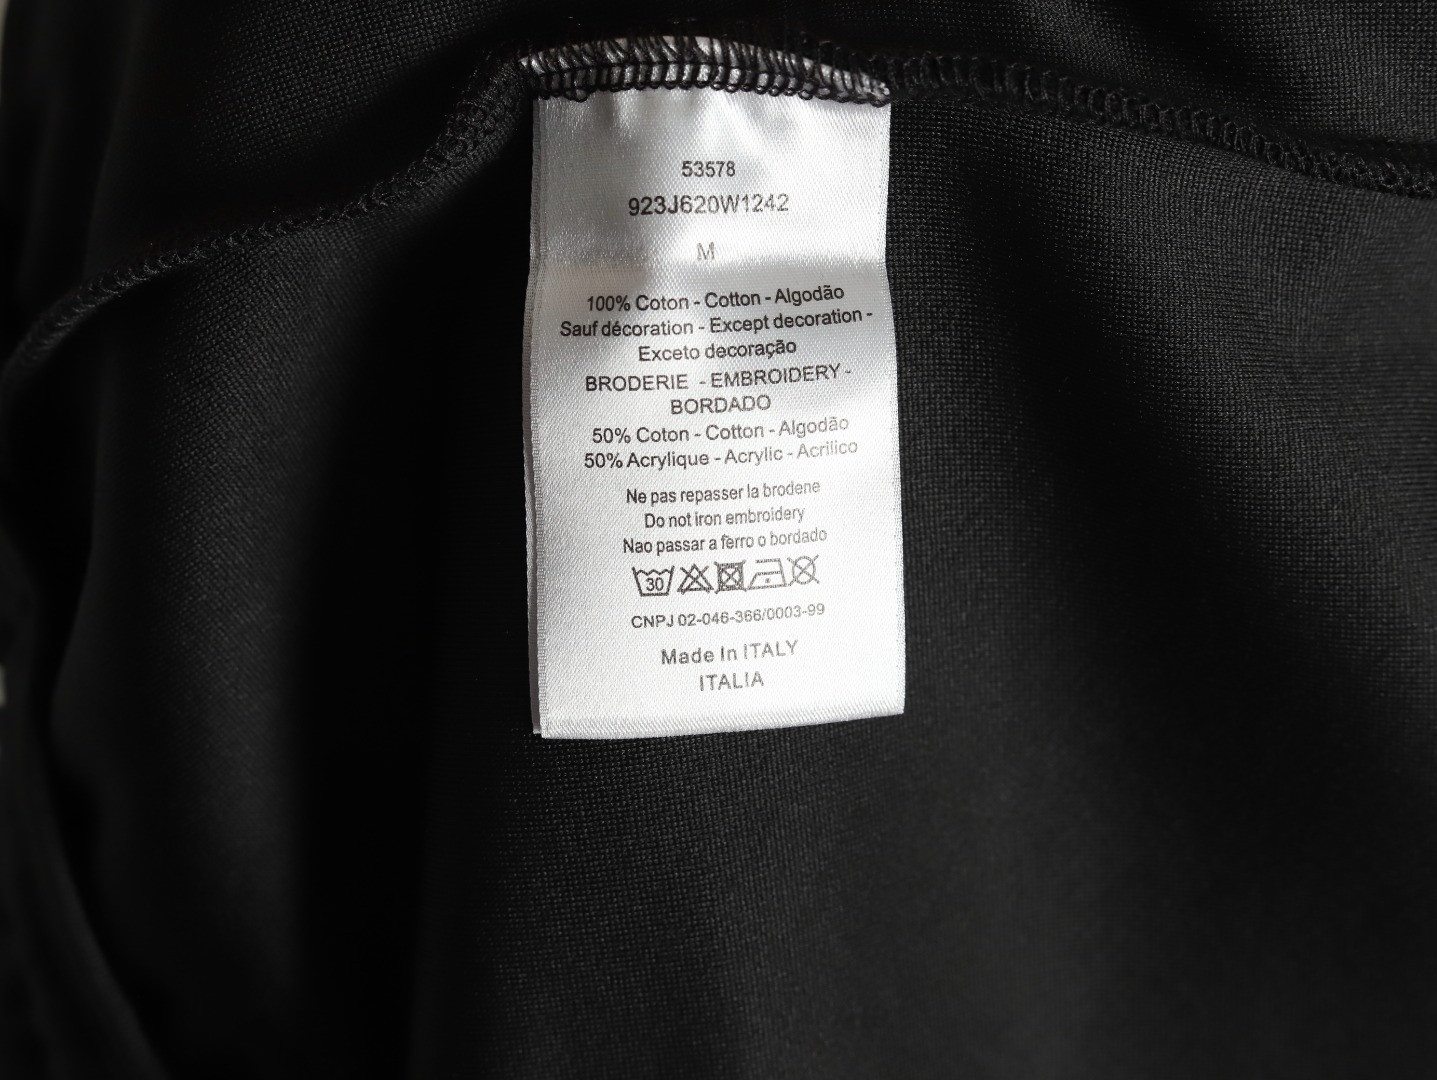 53578
923J620W1242
M
100% Coton - Cotton - Algodão
Sauf décoration - Except decoration -
Exceto decoração
BRODERIE - EMBROIDERY -
BORDADO
50% Coton - Cotton - Algodão
50% Acrylique - Acrylic - Acrilico
Ne pas repasser la brodene
Do not iron embroidery
Nao passar a ferro o bordado
30
CNPJ 02-046-366/0003-99
Made In ITALY
ITALIA